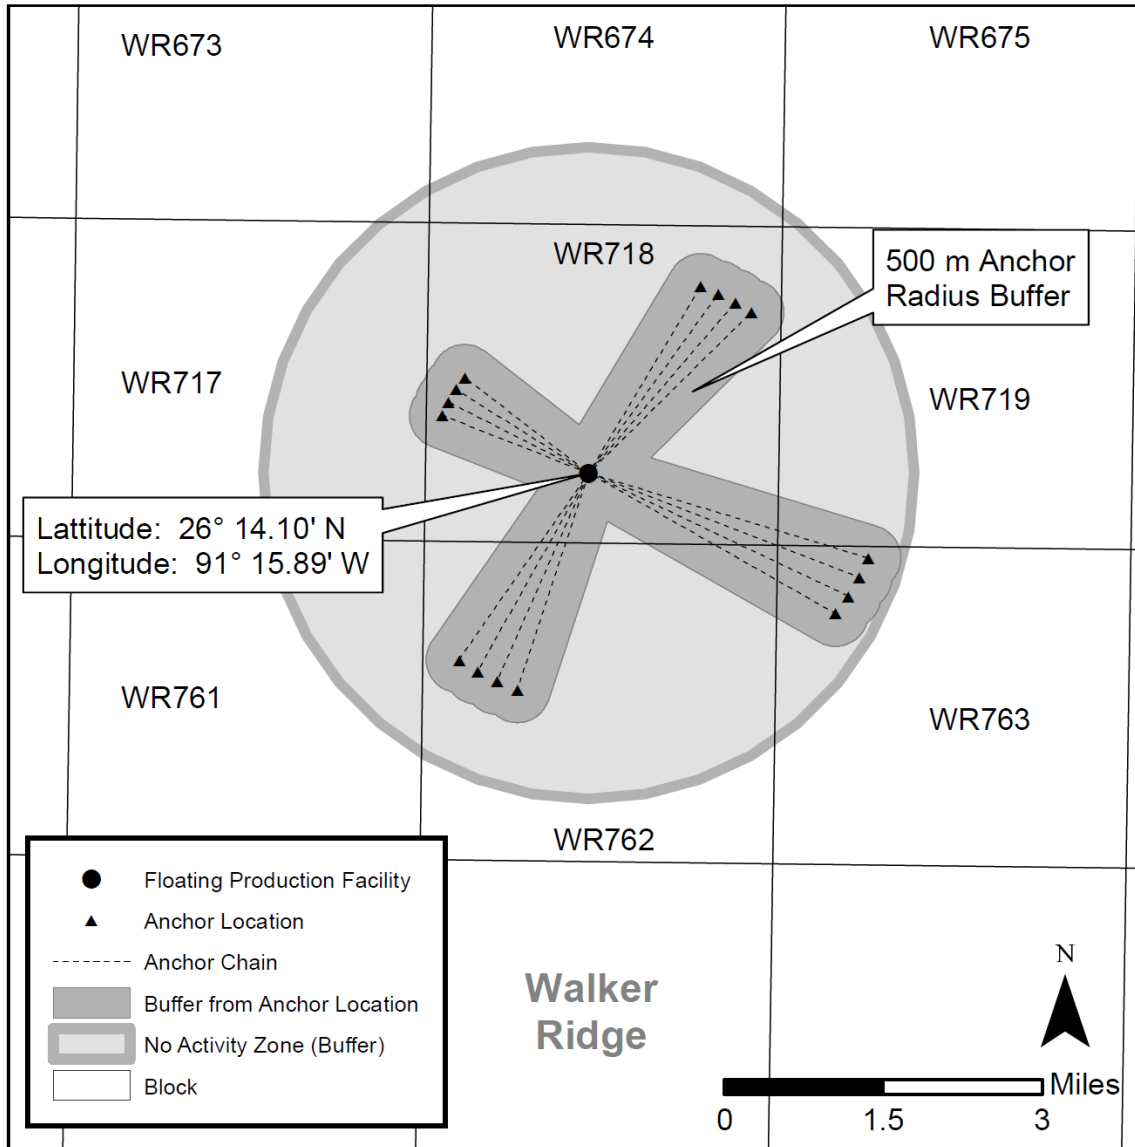 WR673
WR674
WR675
WR718
500 m Anchor
Radius Buffer
WR717
WR719
Lattitude:  26° 14.10' N
Longitude:  91° 15.89' W
WR761
WR763
WR762
Floating Production Facility
Anchor Location
Anchor Chain
Buffer from Anchor Location
No Activity Zone (Buffer)
Block
Walker
Ridge
N
Miles
0 1.5 3